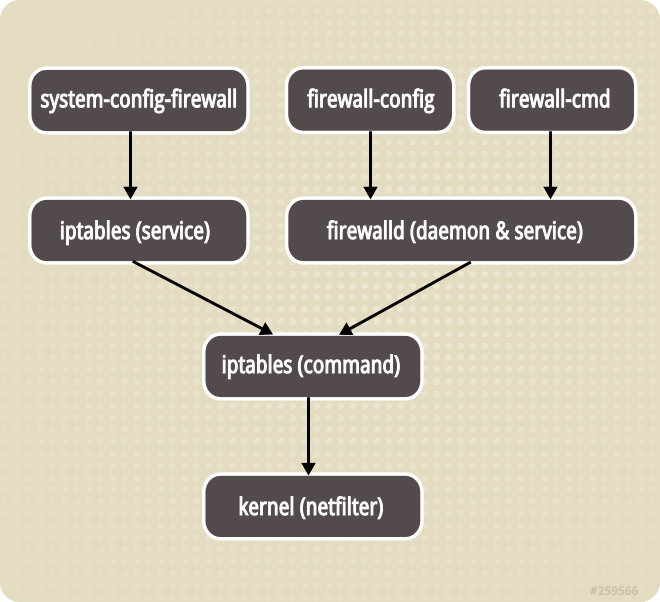 system-config-firewall
firewall-config
firewall-cmd
iptables (service)
firewalld (daemon & service)
iptables (command)
kernel (netfilter)
#259566